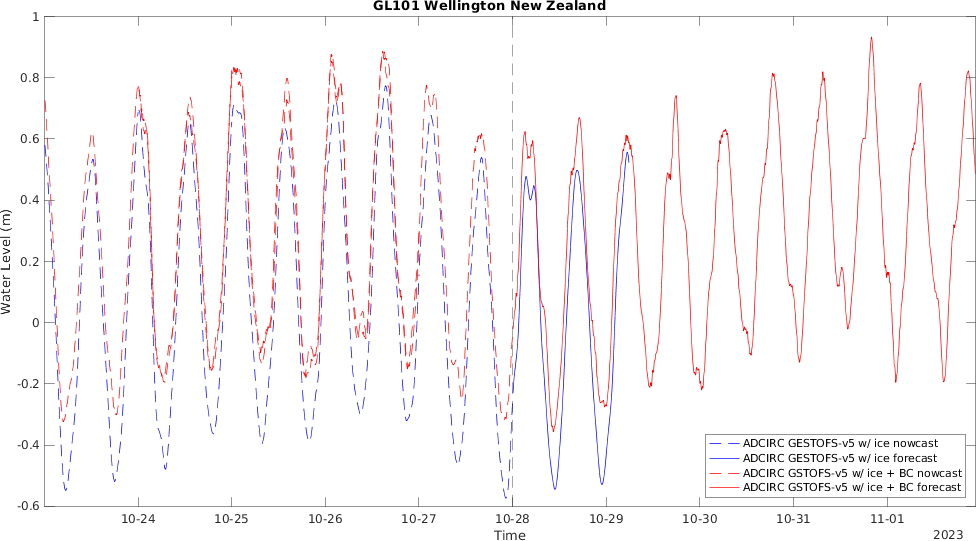 GL101 Wellington New Zealand
Water Level (m)
1
0.8
0.6
0.4
0.2
0
-0.2
-0.4
-0.6
ADCIRC GESTOFS-v5 w/ ice nowcast
ADCIRC GESTOFS-v5 w/ ice forecast
ADCIRC GSTOFS-v5 w/ ice + BC nowcast
ADCIRC GSTOFS-v5 w/ ice + BC forecast
10-24 10-25 10-26 10-27 10-28 10-29 10-30 10-31 11-01
Time
2023